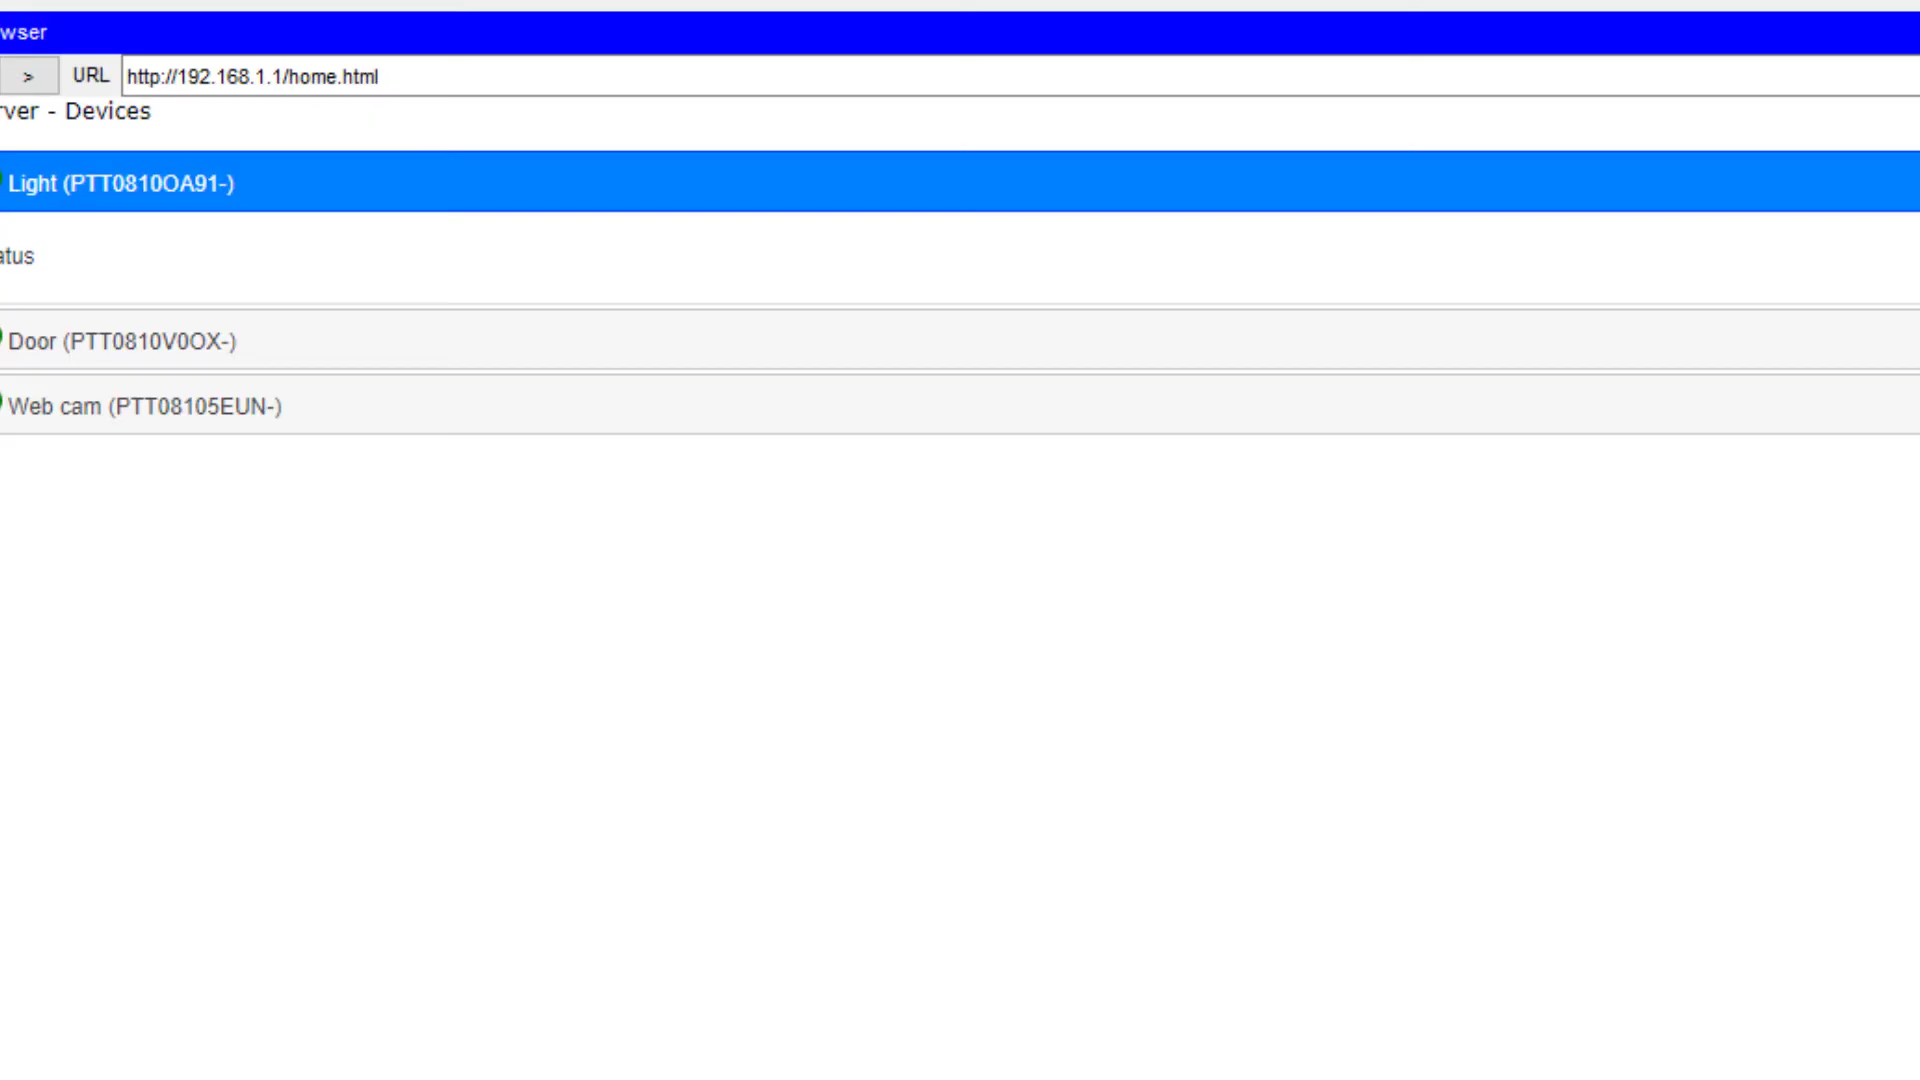 wser
> URL http://192.168.1.1/home.html
rver - Devices
Light (PTT0810OA91-)
atus
Door (PTT0810V0OX-)
Web cam (PTT08105EUN-)